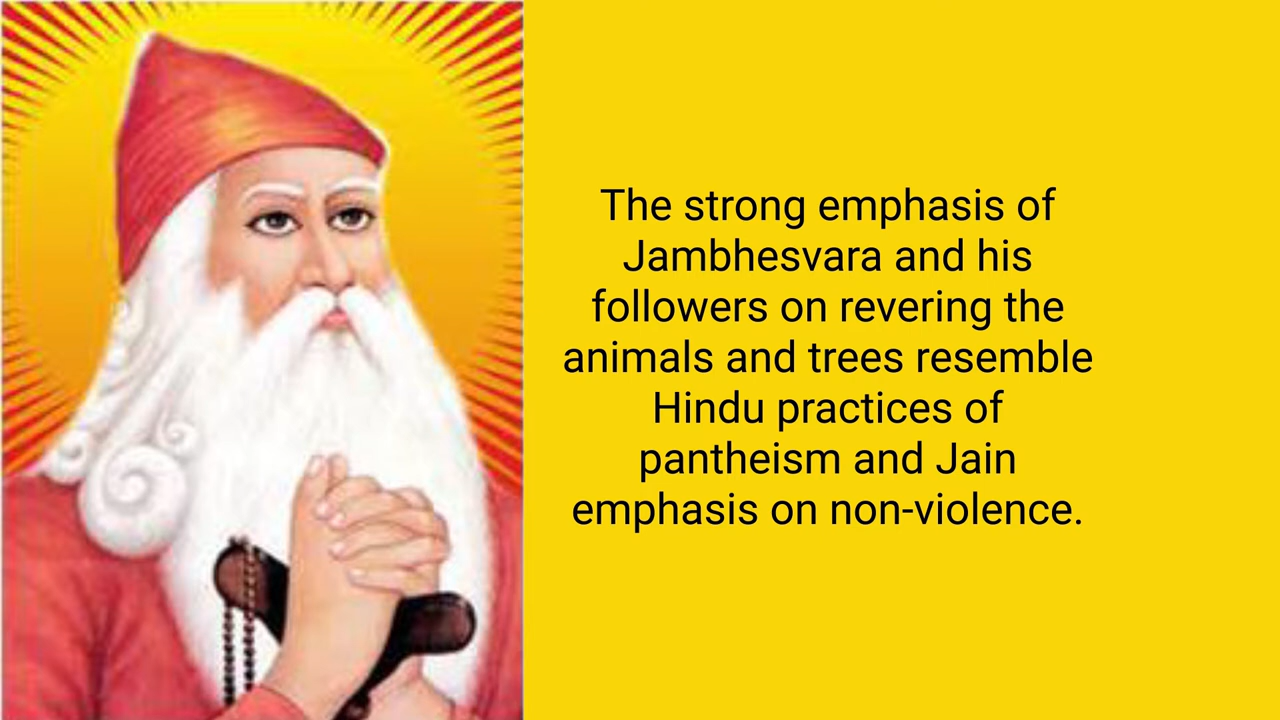 The strong emphasis of
Jambhesvara and his
followers on revering the
animals and trees resemble
Hindu practices of
pantheism and Jain
emphasis on non-violence.